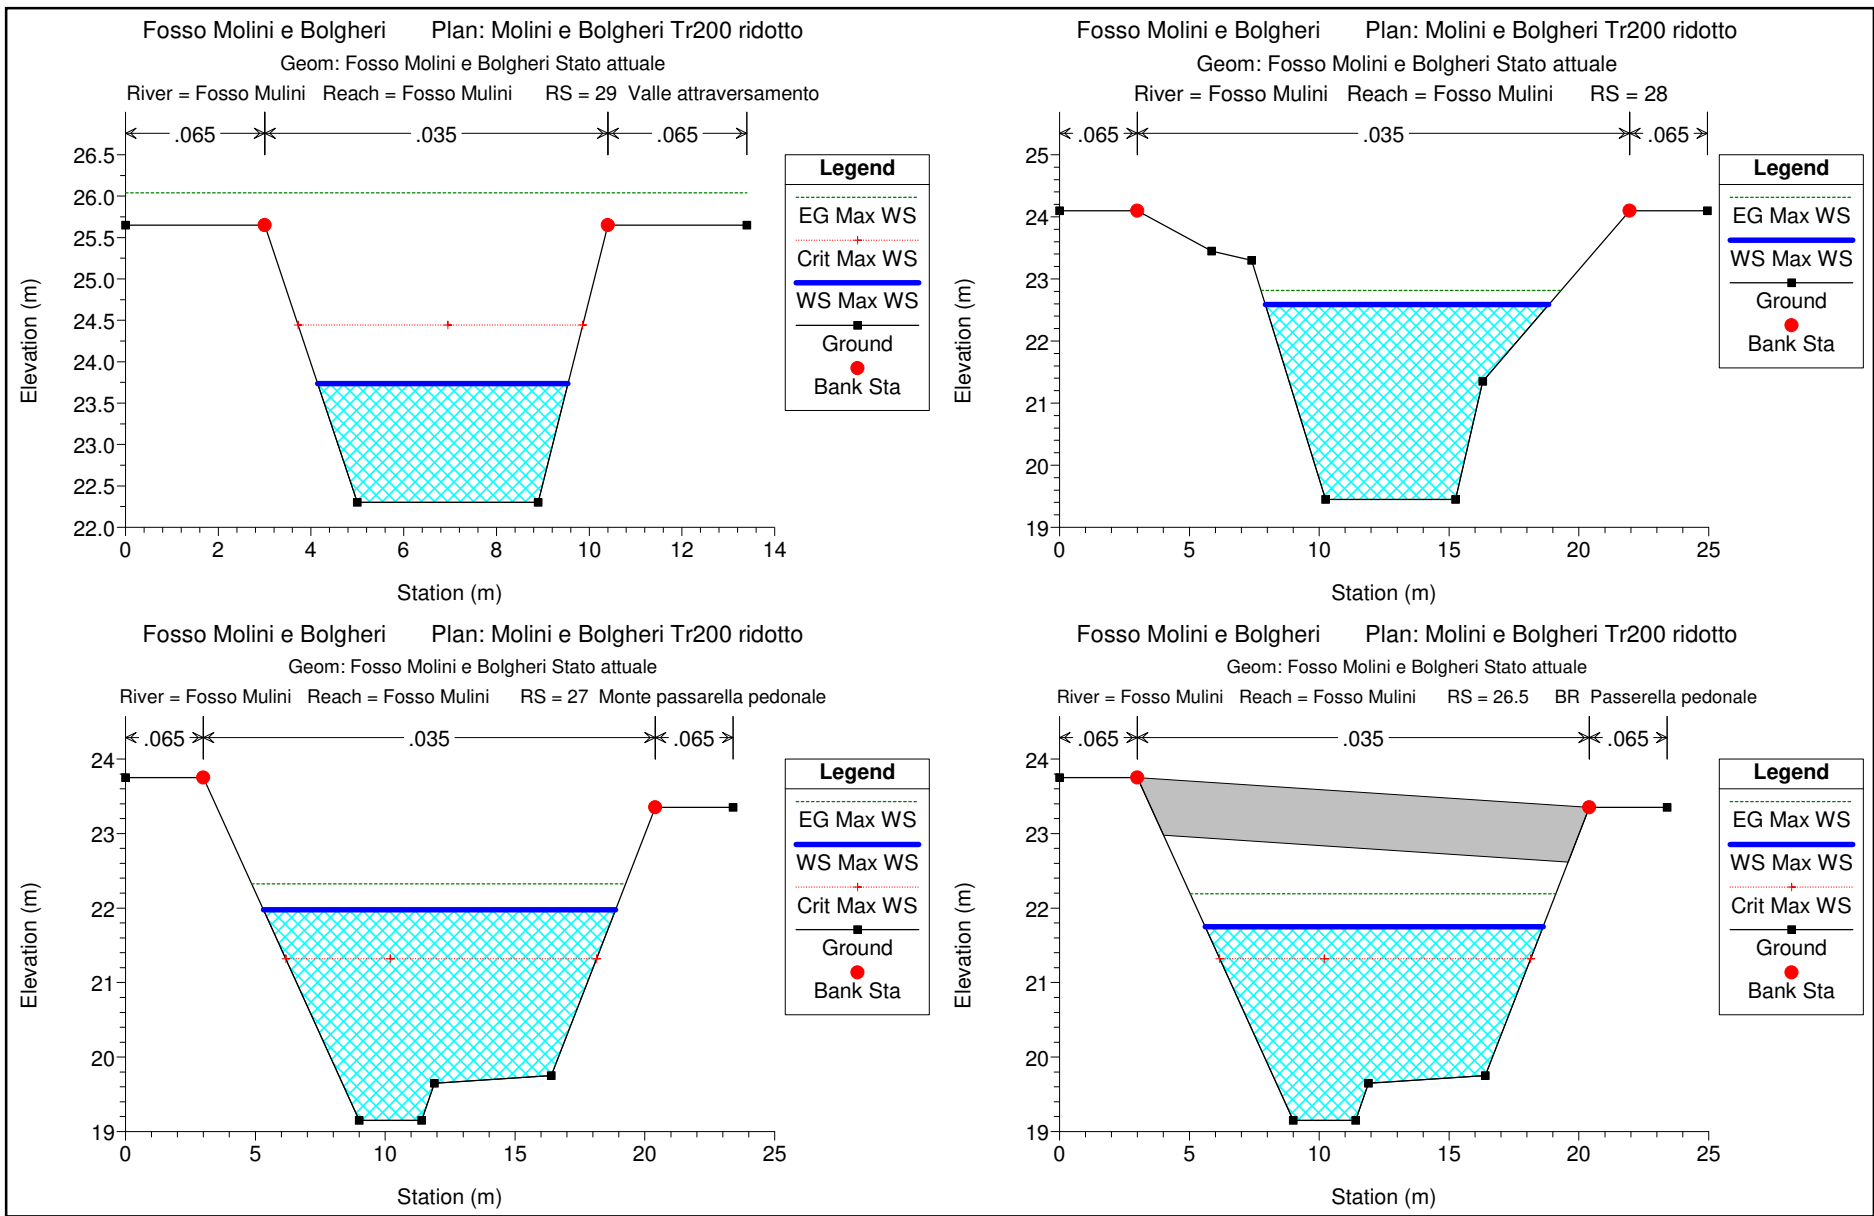 Fosso Molini e Bolgheri Plan: Molini e Bolgheri Tr200 ridotto
Geom: Fosso Molini e Bolgheri Stato attuale
River = Fosso Mulini Reach = Fosso Mulini RS = 29 Valle attraversamento
.065 .035 .065
26.5
26.0
25.5
25.0
24.5
24.0
23.5
23.0
22.5
22.0
Elevation (m)
0 2 4 6 8 10 12 14
Station (m)
Legend
EG Max WS
Crit Max WS
WS Max WS
Ground
Bank Sta
Fosso Molini e Bolgheri Plan: Molini e Bolgheri Tr200 ridotto
Geom: Fosso Molini e Bolgheri Stato attuale
River = Fosso Mulini Reach = Fosso Mulini RS = 28
.065 .035 .065
25
24
23
22
21
20
19
Elevation (m)
0 5 10 15 20 25
Station (m)
Legend
EG Max WS
WS Max WS
Ground
Bank Sta
Fosso Molini e Bolgheri Plan: Molini e Bolgheri Tr200 ridotto
Geom: Fosso Molini e Bolgheri Stato attuale
River = Fosso Mulini Reach = Fosso Mulini RS = 27 Monte passarella pedonale
.065 .035 .065
24
23
22
21
20
19
Elevation (m)
0 5 10 15 20 25
Station (m)
Legend
EG Max WS
WS Max WS
Crit Max WS
Ground
Bank Sta
Fosso Molini e Bolgheri Plan: Molini e Bolgheri Tr200 ridotto
Geom: Fosso Molini e Bolgheri Stato attuale
River = Fosso Mulini Reach = Fosso Mulini RS = 26.5 BR Passerella pedonale
.065 .035 .065
24
23
22
21
20
19
Elevation (m)
0 5 10 15 20 25
Station (m)
Legend
EG Max WS
WS Max WS
Crit Max WS
Ground
Bank Sta